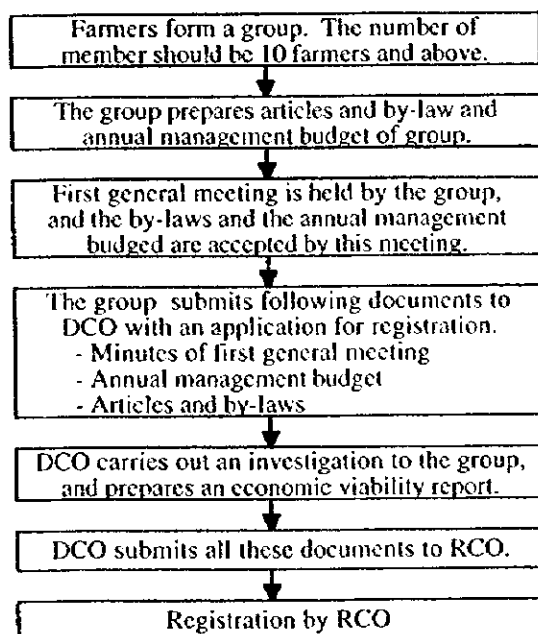 Farmers form a group. The number of
member should be 10 farmers and above.
The group prepares articles and by-law and
annual management budget of group.
First general meeting is held by the group,
and the by-laws and the annual management
budged are accepted by this meeting.
The group submits following documents to
DCO with an application for registration.
- Minutes of first general meeting
- Annual management budget
- Articles and by-laws
DCO carries out an investigation to the group,
and prepares an economic viability report.
DCO submits all these documents to RCO.
Registration by RCO